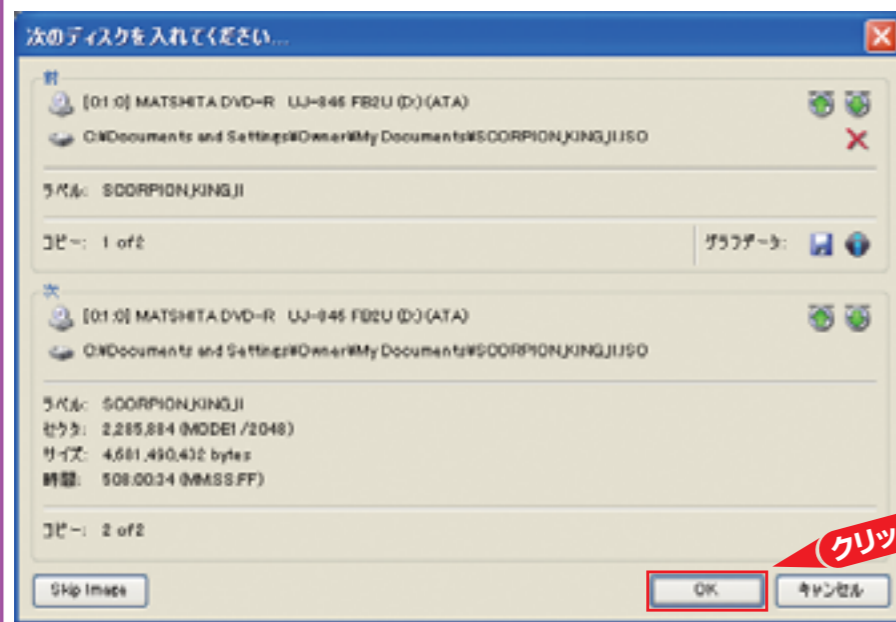 次のディスクを入れてください...
前
[0:1:0] MATSHITA DVD-R UJ-846 FB2U (D:) (ATA)
C:¥Documents and Settings¥Owner¥My Documents¥SCORPION_KING_II.ISO
ラベル: SCORPION_KING_II
コピー: 1 of 2
グラフデータ:
次
[0:1:0] MATSHITA DVD-R UJ-846 FB2U (D:) (ATA)
C:¥Documents and Settings¥Owner¥My Documents¥SCORPION_KING_II.ISO
ラベル: SCORPION_KING_II
セクタ: 2,285,884 (MODE1/2048)
サイズ: 4,681,490,432 bytes
時間: 508:00:34 (MM:SS:FF)
コピー: 2 of 2
クリッ
Skip Image
OK
キャンセル